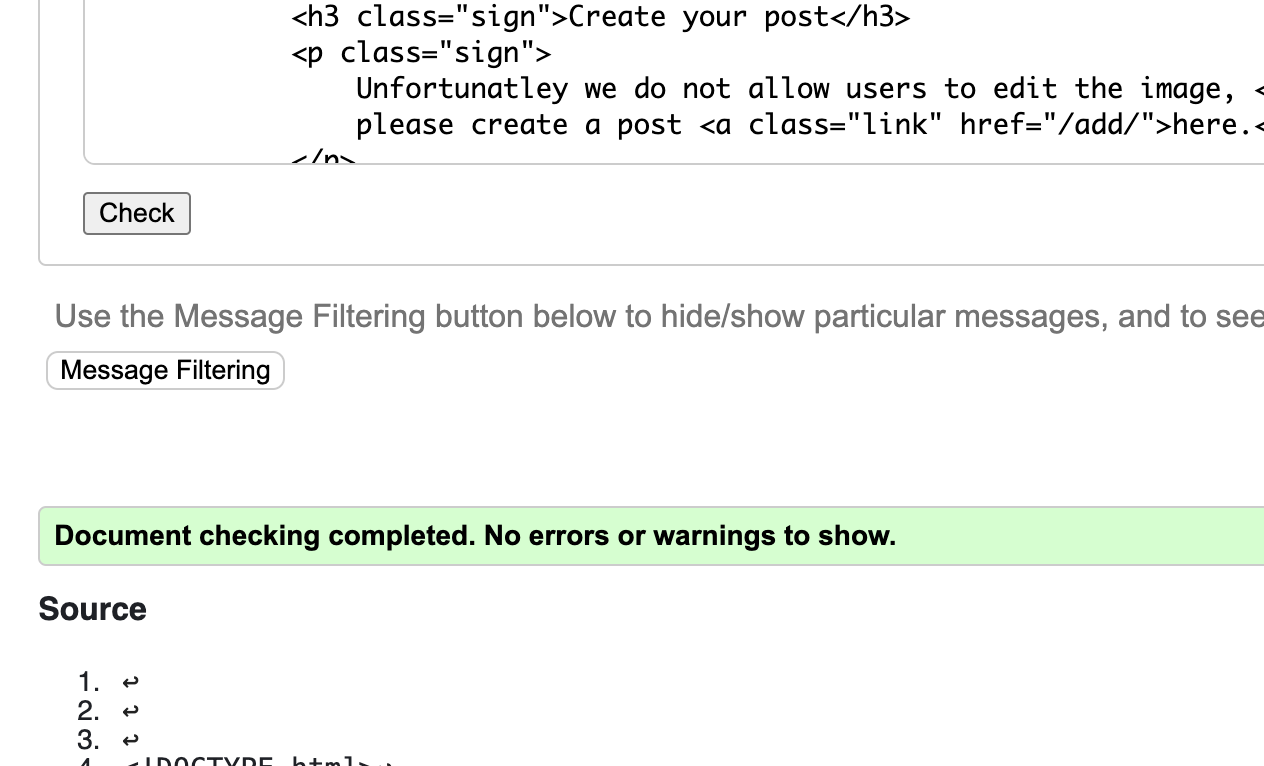 <h3 class="sign">Create your post</h3>
<p class="sign">
Unfortunatley we do not allow users to edit the image, <
please create a post <a class="link" href="/add/">here.<
</p>
Check
Use the Message Filtering button below to hide/show particular messages, and to see
Message Filtering
Document checking completed. No errors or warnings to show.
Source
1. ↩
2. ↩
3. ↩
4. <!DOCTYPE html>↩